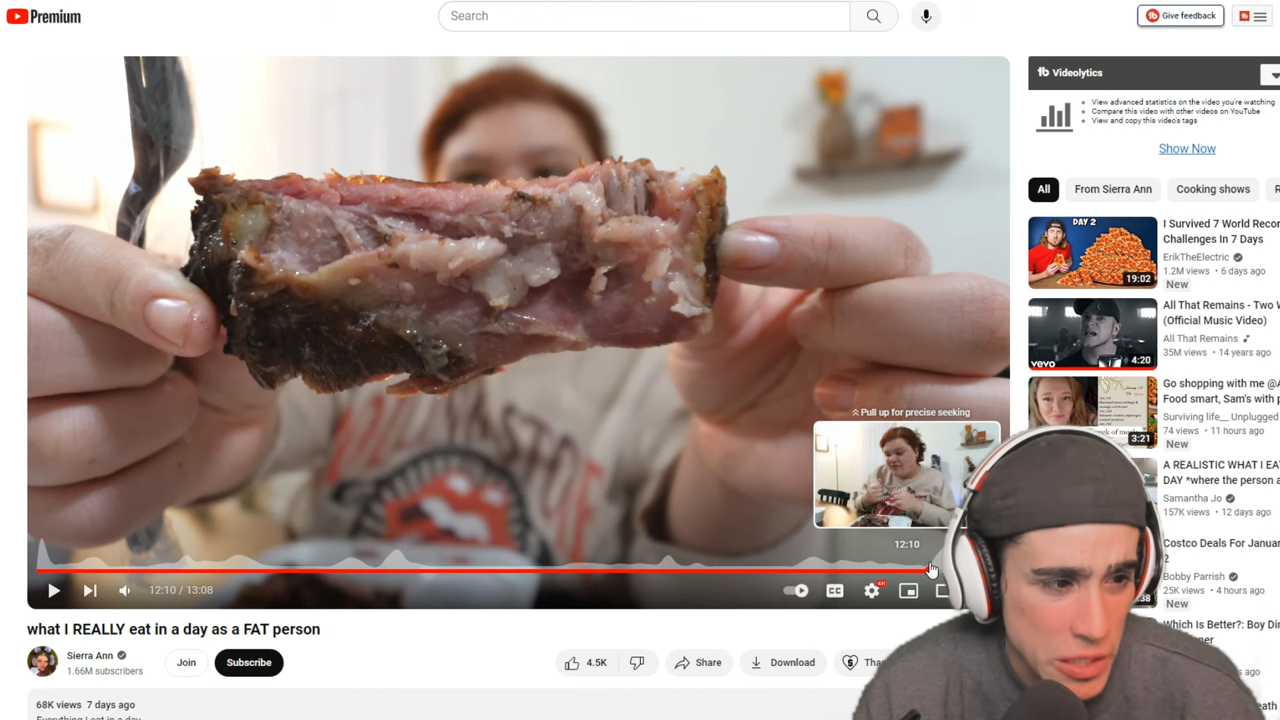 Premium
Search
Give feedback
Videolytics
View advanced statistics on the video you're watching
Compare this video with other videos on YouTube
View and copy this video's tags
Show Now
All
From Sierra Ann
Cooking shows
DAY 2
19:02
I Survived 7 World Recor
Challenges In 7 Days
ErikTheElectric
1.2M views • 6 days ago
New
vevo
4:20
All That Remains - Two W
(Official Music Video)
All That Remains
35M views • 14 years ago
3:21
Go shopping with me @A
Food smart, Sam's with p
Surviving life__ Unplugged
74 views • 11 hours ago
New
A REALISTIC WHAT I EA
DAY *where the person a
Samantha Jo
157K views • 12 days ago
Costco Deals For Januar
2
Bobby Parrish
25K views • 4 hours ago
New
Which Is Better?: Boy Di
Pull up for precise seeking
12:10
12:10 / 13:08
CC
4K
what I REALLY eat in a day as a FAT person
Sierra Ann
1.66M subscribers
Join
Subscribe
4.5K
Share
Download
68K views 7 days ago
Everything I eat in a day